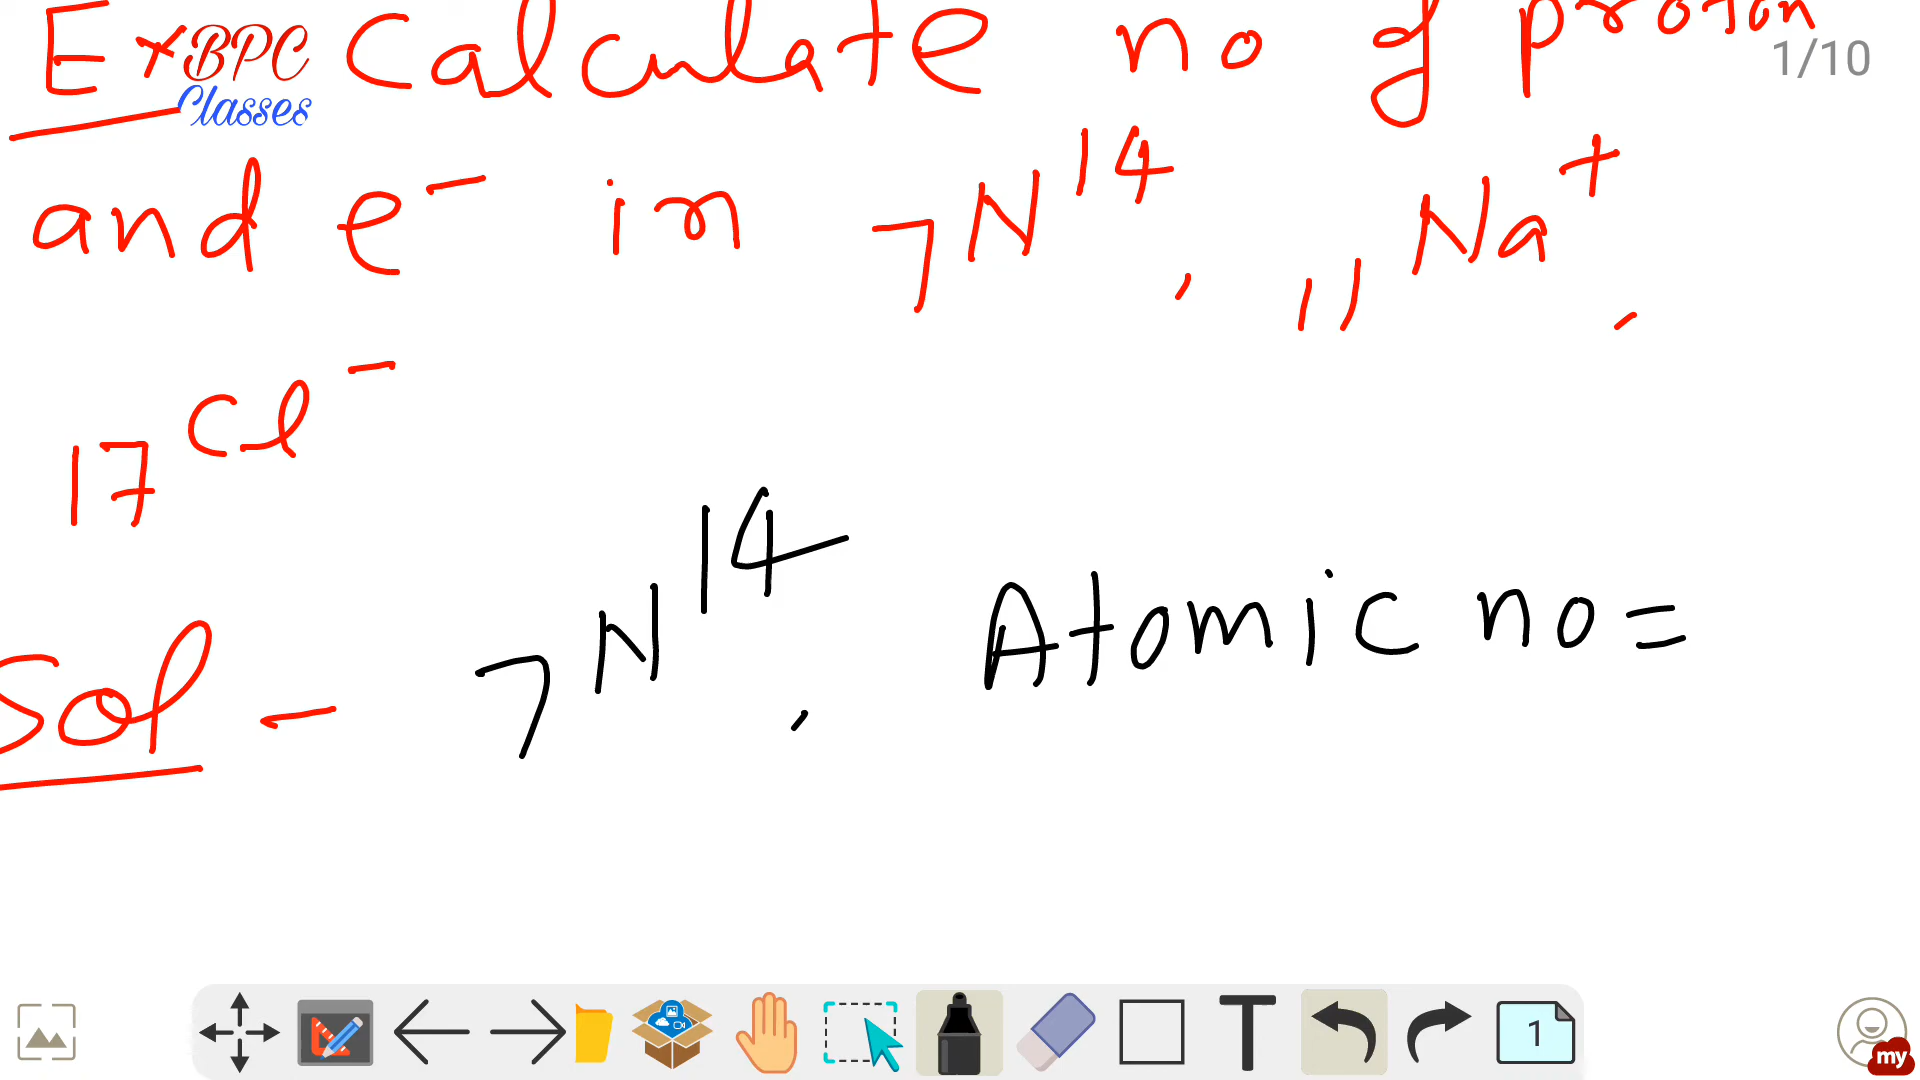 Ex Calculate no of proton
BPC Classes
1/10
and e⁻ in ₇N¹⁴, ₁₁Na⁺,
₁₇Cl⁻
Sol - ₇N¹⁴, Atomic no =
T 1
my